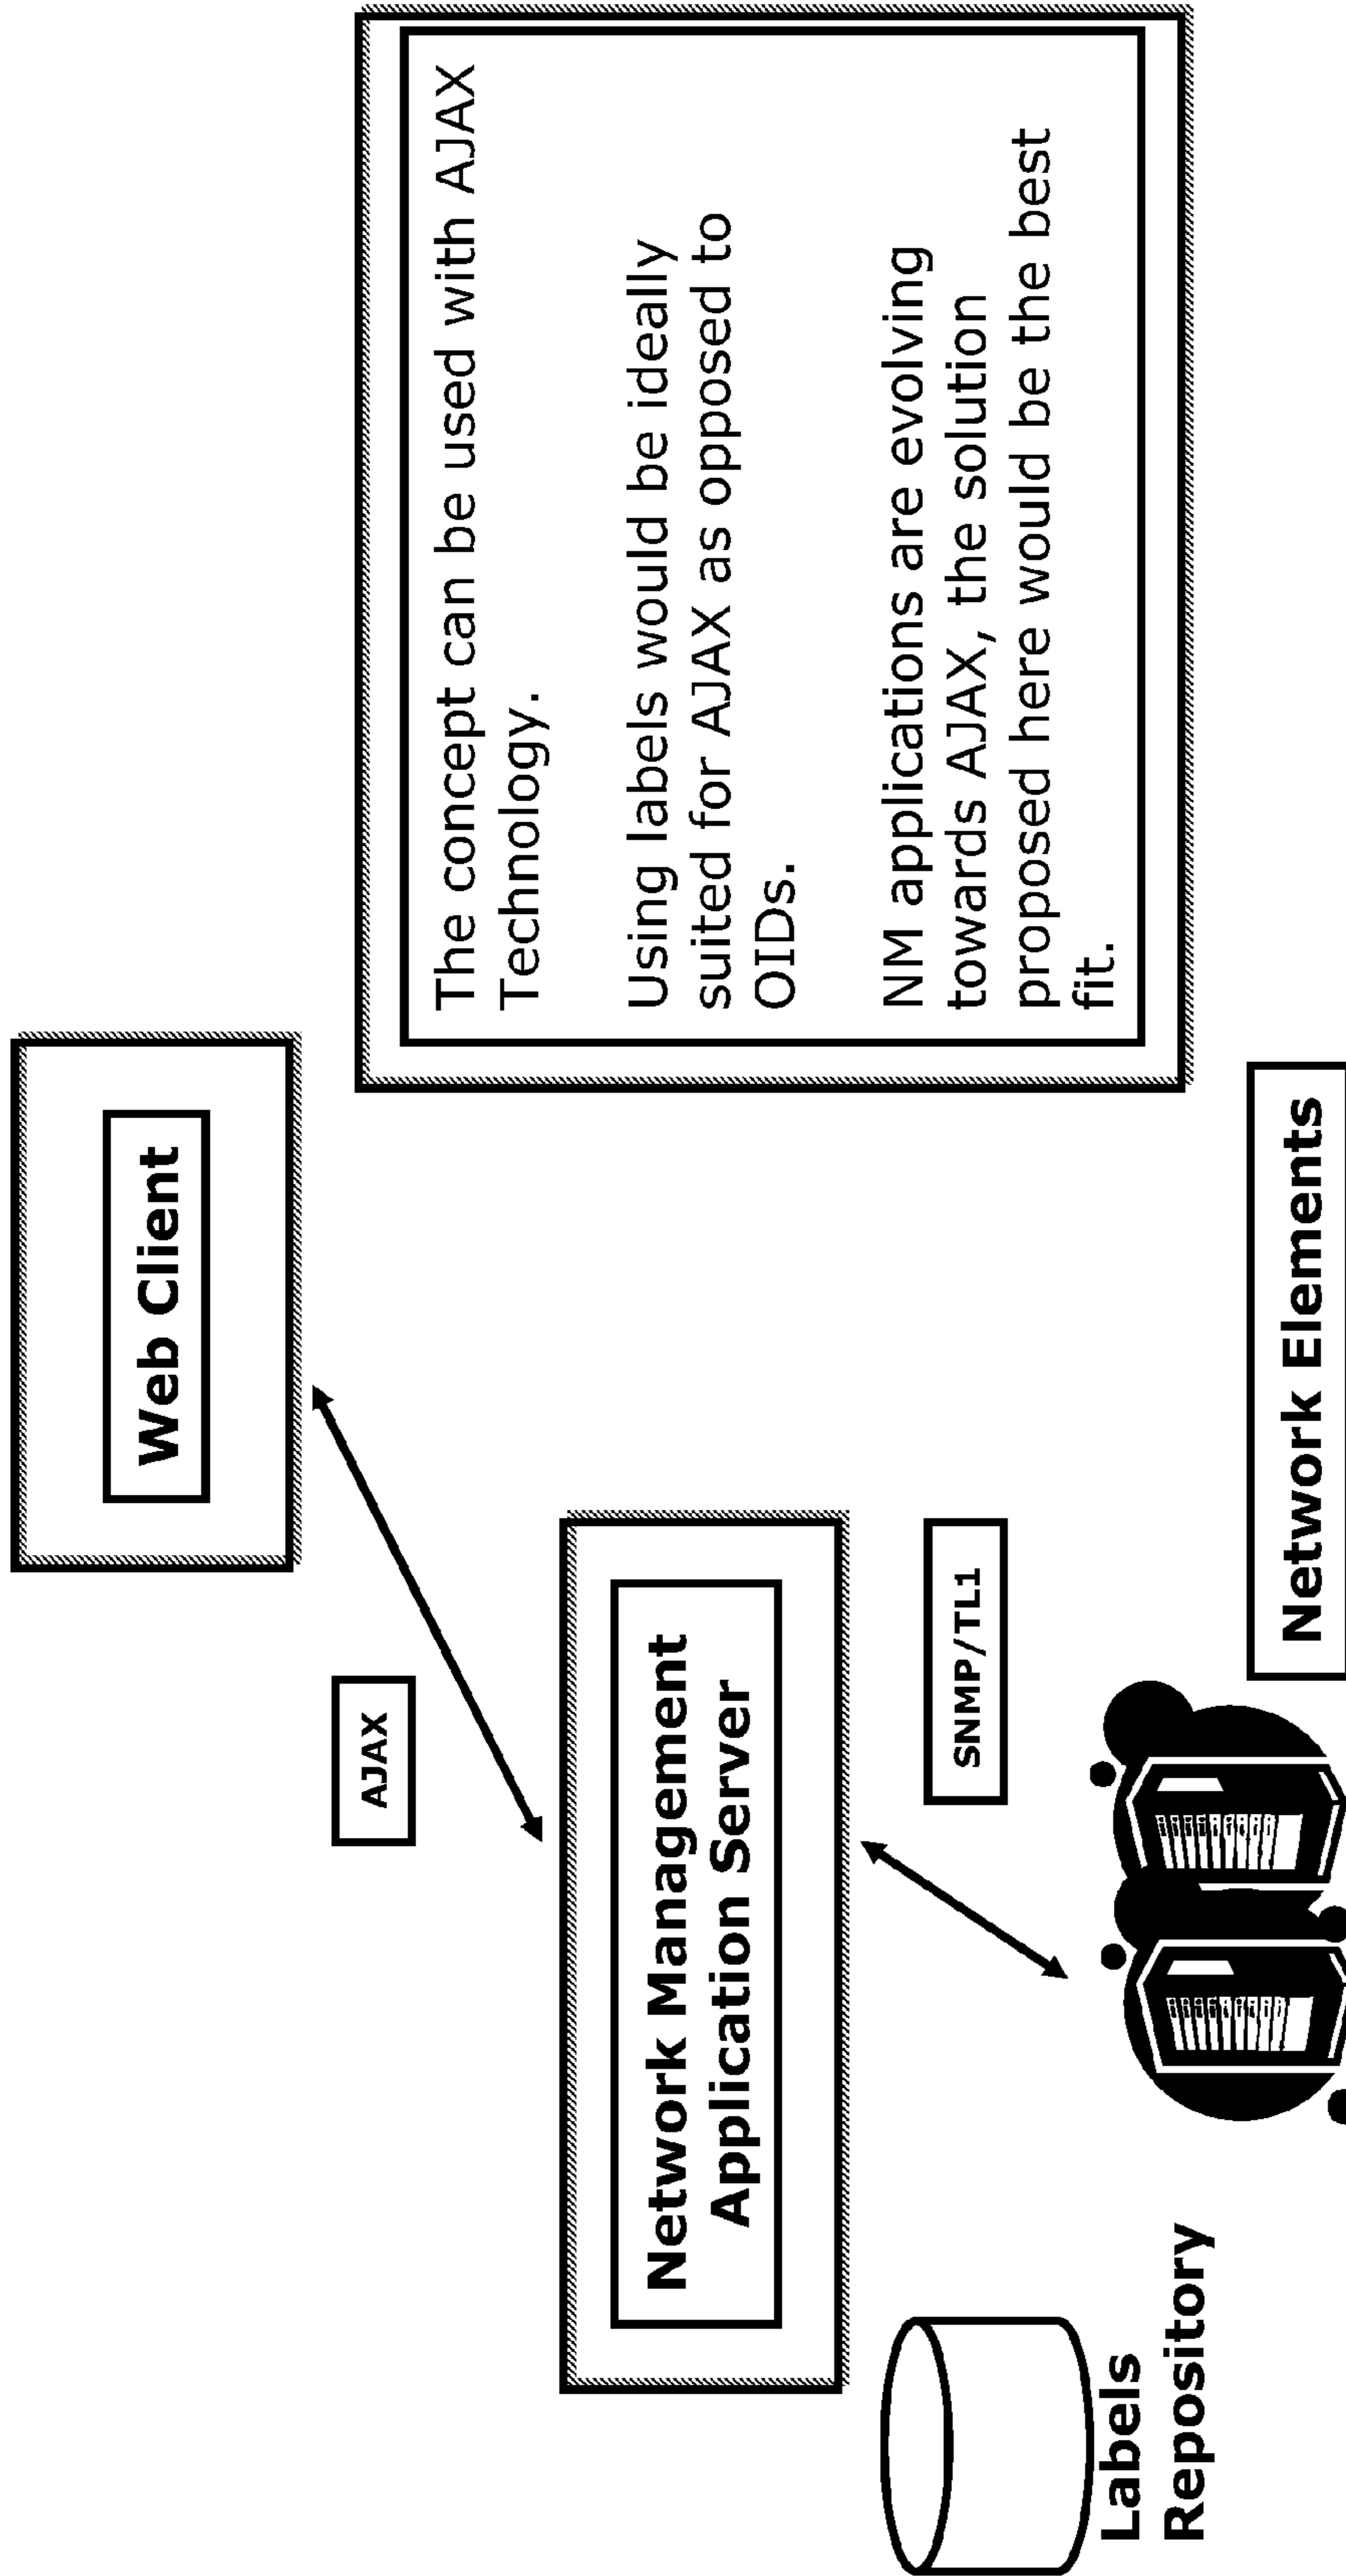 Web Client
AJAX
Network Management
Application Server
SNMP/TL1
Labels
Repository
Network Elements
The concept can be used with AJAX
Technology.
Using labels would be ideally
suited for AJAX as opposed to
OIDs.
NM applications are evolving
towards AJAX, the solution
proposed here would be the best
fit.